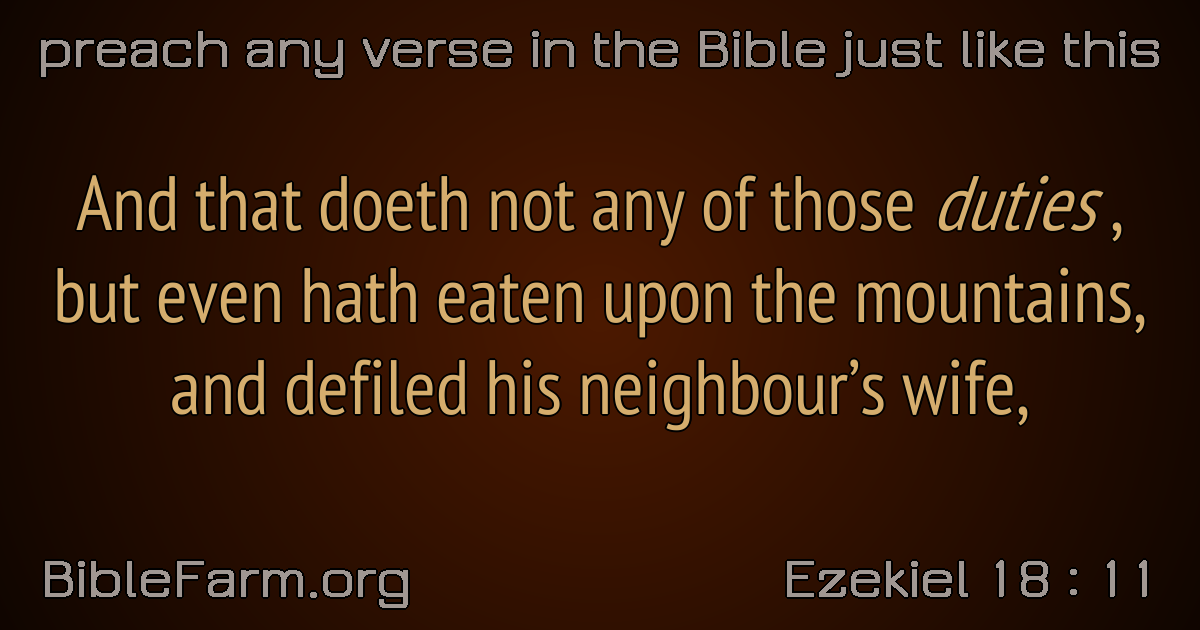 preach any verse in the Bible just like this
And that doeth not any of those duties ,
but even hath eaten upon the mountains,
and defiled his neighbour’s wife,
BibleFarm.org
Ezekiel 18 : 11